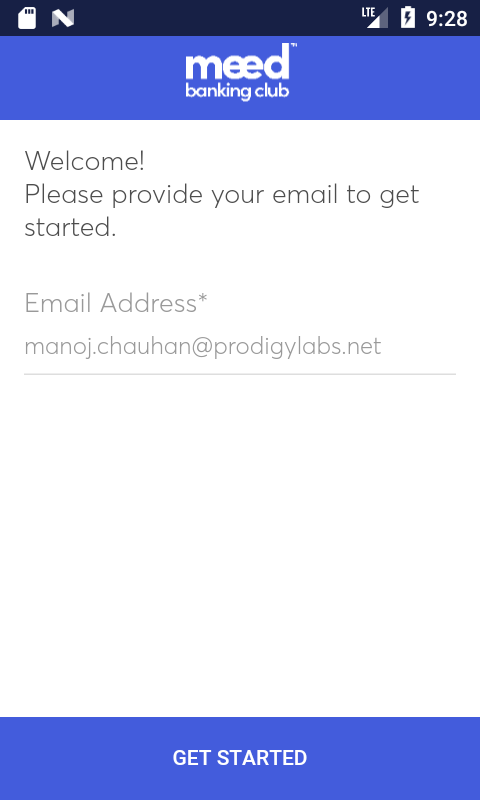 LTE 9:28
meed™
banking club
Welcome!
Please provide your email to get
started.
Email Address*
manoj.chauhan@prodigylabs.net
GET STARTED